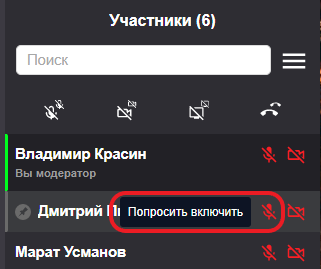 Участники (6)
Поиск
Владимир Красин
Вы модератор
Дмитрий Попросить включить
Марат Усманов